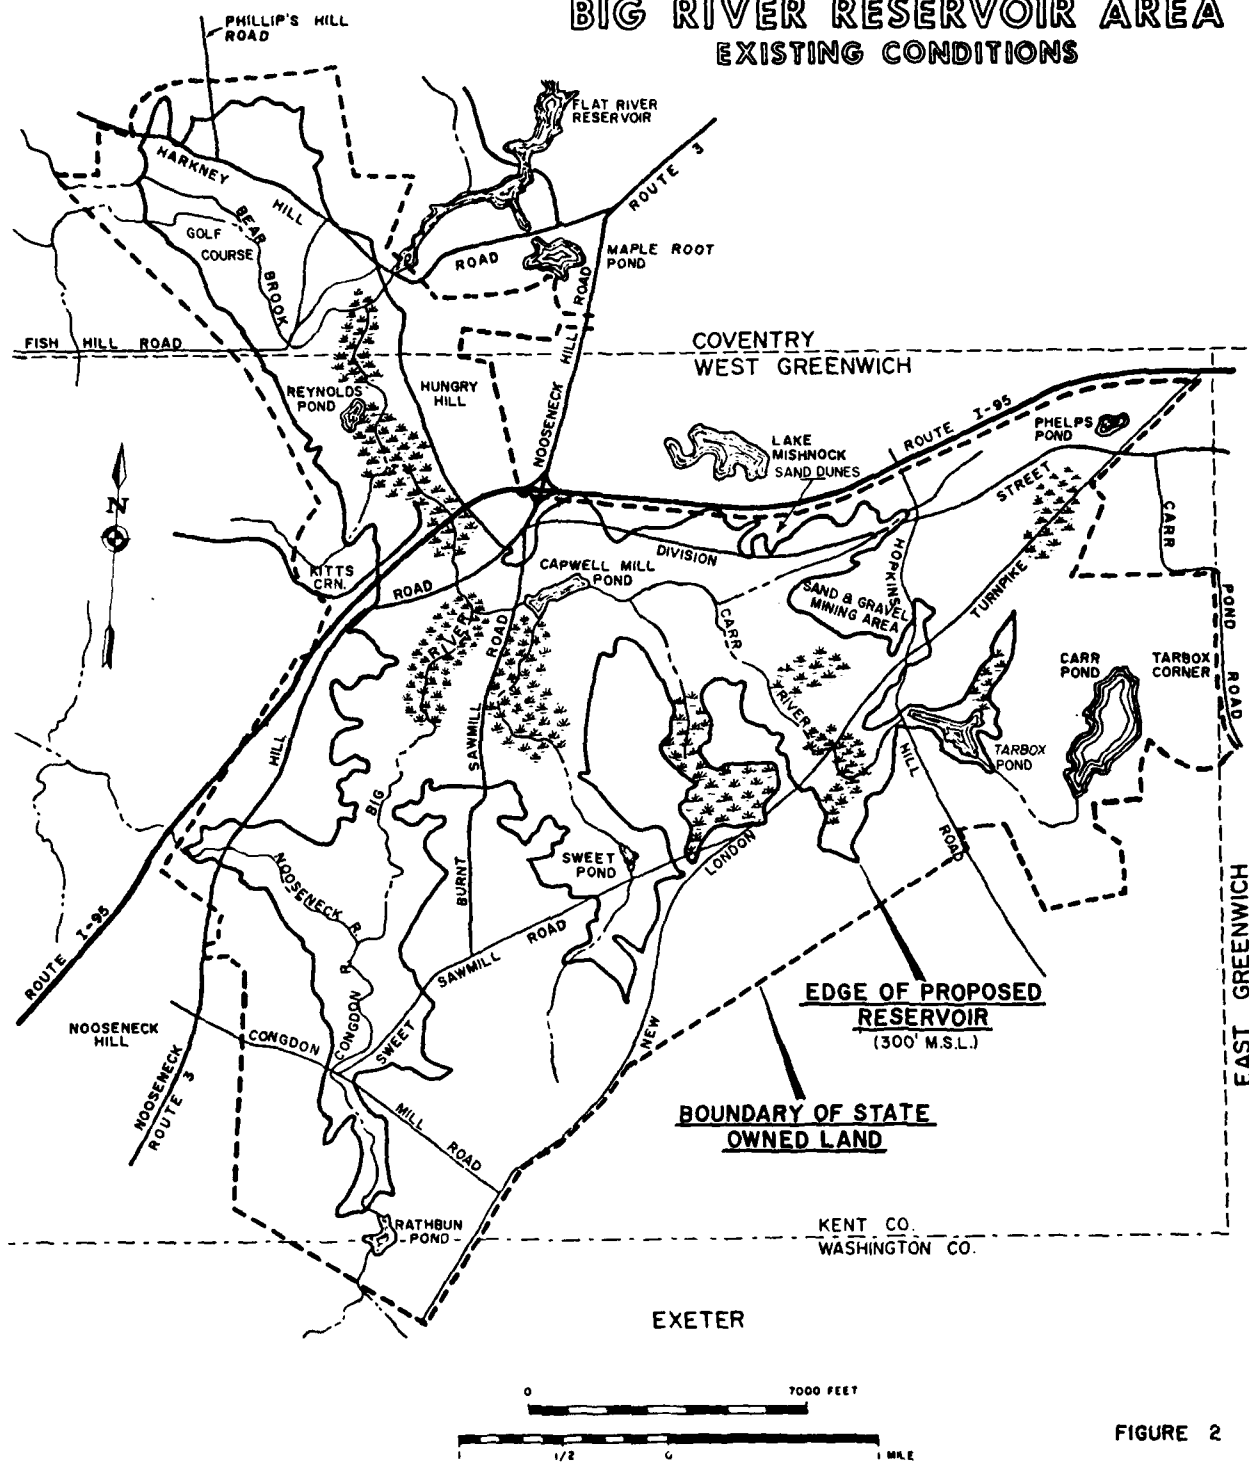 BIG RIVER RESERVOIR AREA
EXISTING CONDITIONS
PHILLIP'S HILL
ROAD
FLAT RIVER
RESERVOIR
HARKNEY
HILL
ROAD
ROUTE 3
BEAR
BROOK
GOLF
COURSE
MAPLE ROOT
POND
FISH HILL ROAD
COVENTRY
WEST GREENWICH
NOOSENECK
HILL
ROAD
REYNOLDS
POND
HUNGRY
HILL
LAKE
MISHNOCK
SAND DUNES
ROUTE I-95
PHELPS
POND
N
STREET
DIVISION
CARR
POND
ROAD
HOPKINS
HILL
ROAD
TURNPIKE
KITTS
CRN.
ROAD
CAPWELL MILL
POND
SAND & GRAVEL
MINING AREA
CARR
RIVER
RIVER
BIG
ROAD
SAWMILL
BURNT
HILL
CARR
POND
TARBOX
CORNER
TARBOX
POND
SWEET
POND
LONDON
NEW
NOOSENECK R.
CONGDON R.
ROUTE I-95
SAWMILL
ROAD
SWEET
NOOSENECK
HILL
CONGDON
MILL
ROAD
NOOSENECK
ROUTE 3
EDGE OF PROPOSED
RESERVOIR
(300' M.S.L.)
BOUNDARY OF STATE
OWNED LAND
EAST GREENWICH
RATHBUN
POND
KENT CO.
WASHINGTON CO.
EXETER
0 7000 FEET
1/2 0 1 MILE
FIGURE 2